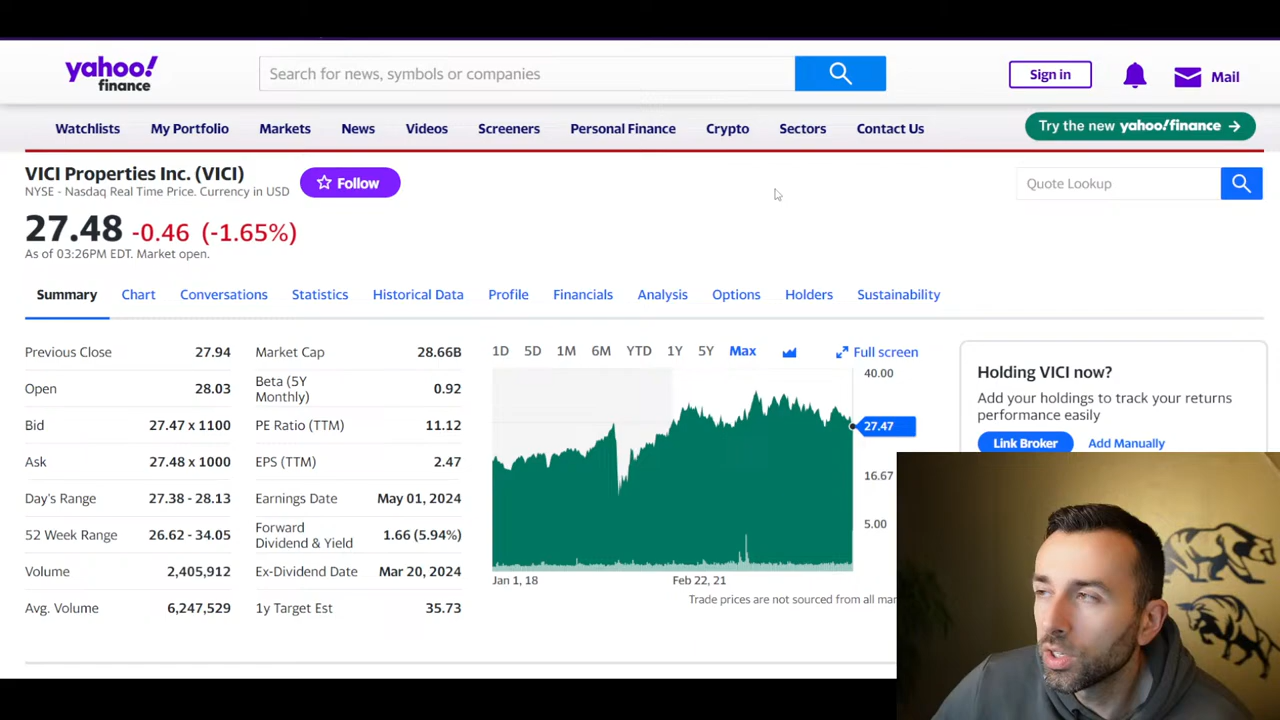 yahoo!
finance
Search for news, symbols or companies
Sign in
Mail
Watchlists
My Portfolio
Markets
News
Videos
Screeners
Personal Finance
Crypto
Sectors
Contact Us
Try the new yahoo!finance →
VICI Properties Inc. (VICI)
Follow
NYSE - Nasdaq Real Time Price. Currency in USD
Quote Lookup
27.48 -0.46 (-1.65%)
As of 03:26PM EDT. Market open.
Summary
Chart
Conversations
Statistics
Historical Data
Profile
Financials
Analysis
Options
Holders
Sustainability
Previous Close 27.94
Open 28.03
Bid 27.47 x 1100
Ask 27.48 x 1000
Day's Range 27.38 - 28.13
52 Week Range 26.62 - 34.05
Volume 2,405,912
Avg. Volume 6,247,529
Market Cap 28.66B
Beta (5Y
Monthly) 0.92
PE Ratio (TTM) 11.12
EPS (TTM) 2.47
Earnings Date May 01, 2024
Forward
Dividend & Yield 1.66 (5.94%)
Ex-Dividend Date Mar 20, 2024
1y Target Est 35.73
1D 5D 1M 6M YTD 1Y 5Y Max
Full screen
40.00
27.47
16.67
5.00
Jan 1, 18
Feb 22, 21
Trade prices are not sourced from all mar
Holding VICI now?
Add your holdings to track your returns
performance easily
Link Broker
Add Manually